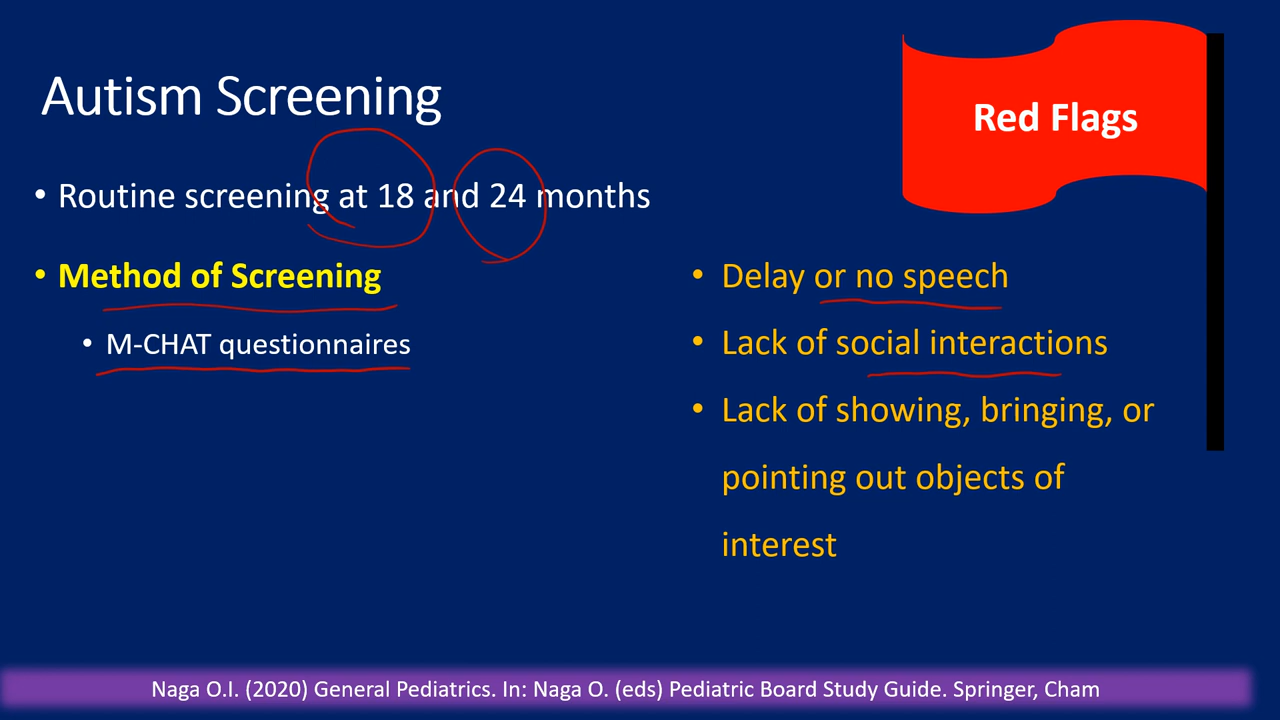 Autism Screening
Red Flags
• Routine screening at 18 and 24 months
• Method of Screening
• M-CHAT questionnaires
• Delay or no speech
• Lack of social interactions
• Lack of showing, bringing, or
pointing out objects of
interest
Naga O.I. (2020) General Pediatrics. In: Naga O. (eds) Pediatric Board Study Guide. Springer, Cham